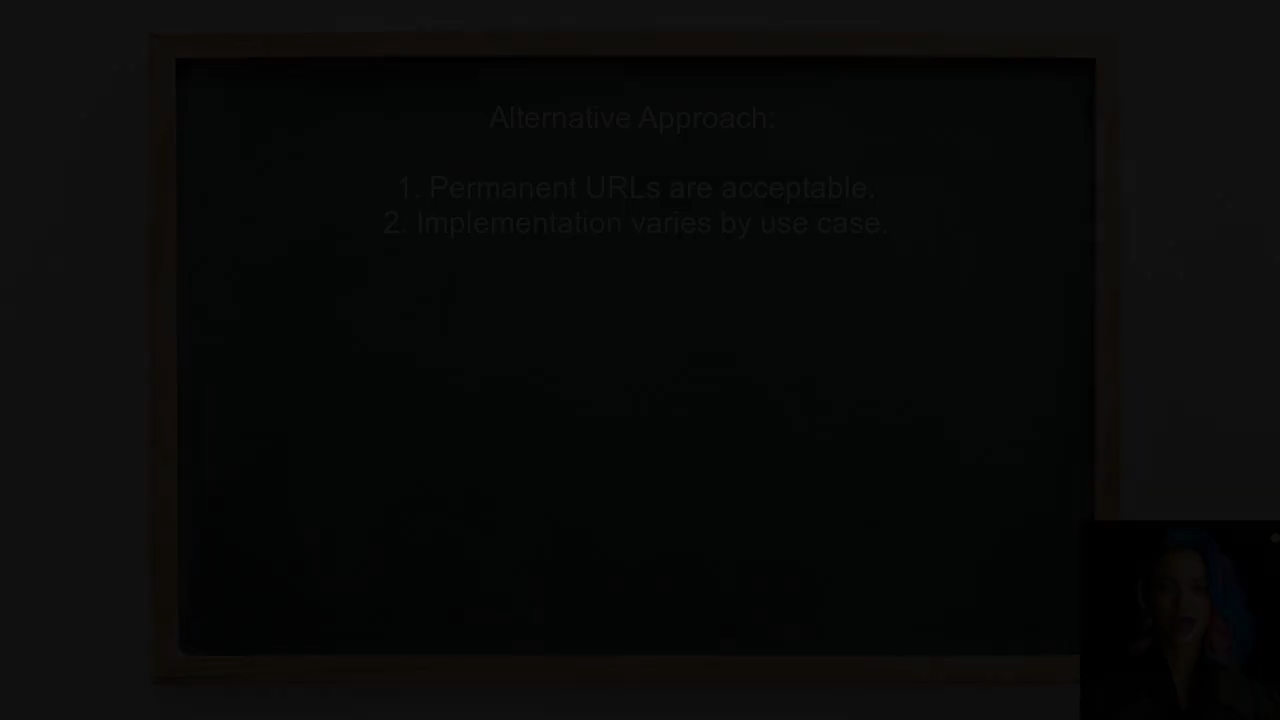 Alternative Approach:
1. Permanent URLs are acceptable.
2. Implementation varies by use case.